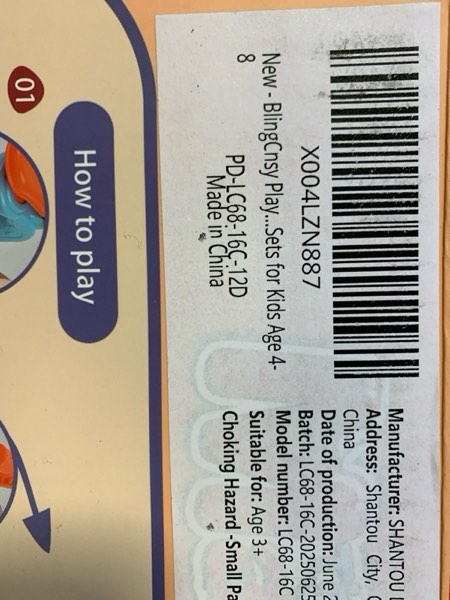 X004LZN887
New - BlingCnsy Play...Sets for Kids Age 4-
8
PD-LC68-16C-12D
Made in China
Manufacturer: SHANTOU
Address: Shantou City,
China
Date of production: June
Batch: LC68-16C-20250625
Model number: LC68-16C
Suitable for: Age 3+
Choking Hazard -Small
01
How to play